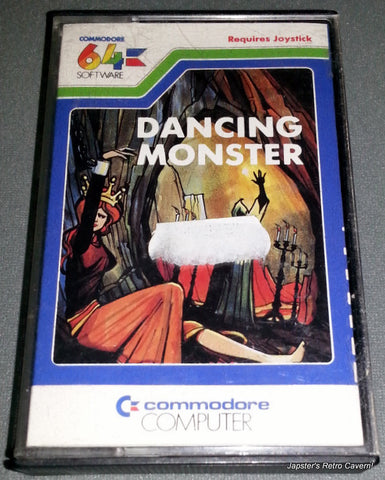 COMMODORE
64
SOFTWARE
Requires Joystick
DANCING
MONSTER
commodore
COMPUTER
Japster's Retro Cavern!